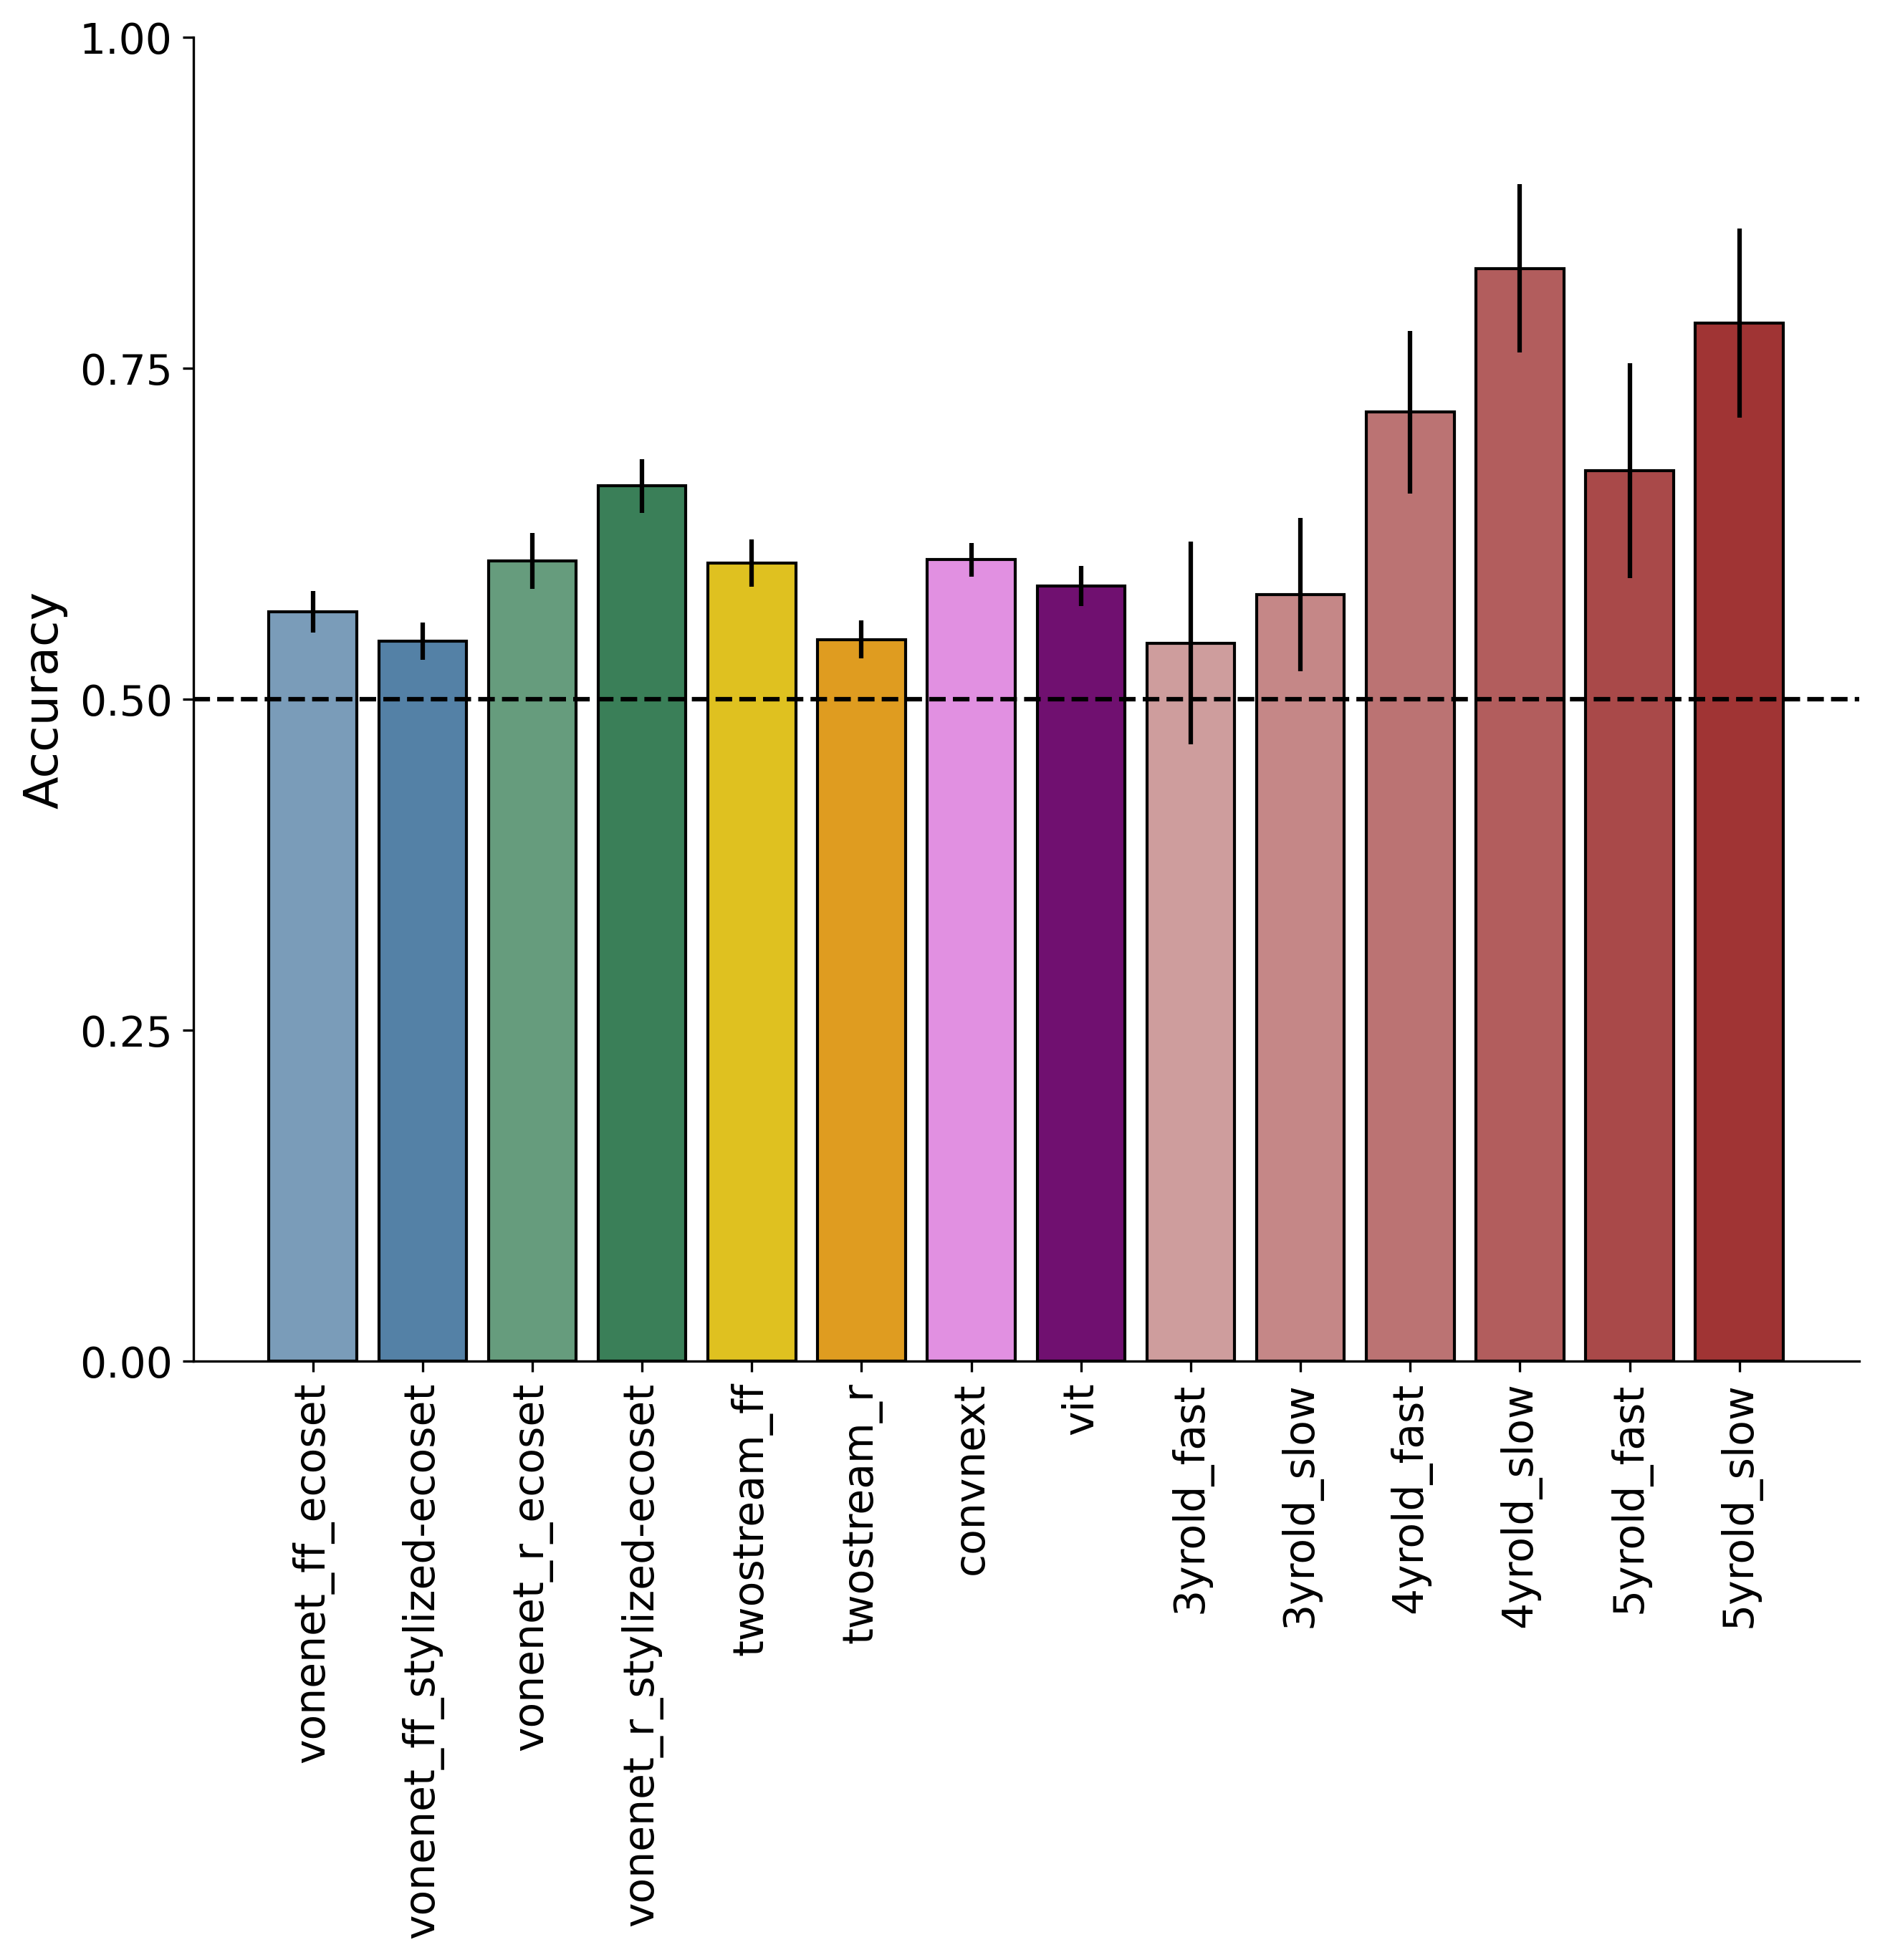 1.00
0.75
0.50
0.25
0.00
Accuracy
vonenet_ff_ecoset
vonenet_ff_stylized-ecoset
vonenet_r_ecoset
vonenet_r_stylized-ecoset
twostream_ff
twostream_r
convnext
vit
3yrold_fast
3yrold_slow
4yrold_fast
4yrold_slow
5yrold_fast
5yrold_slow